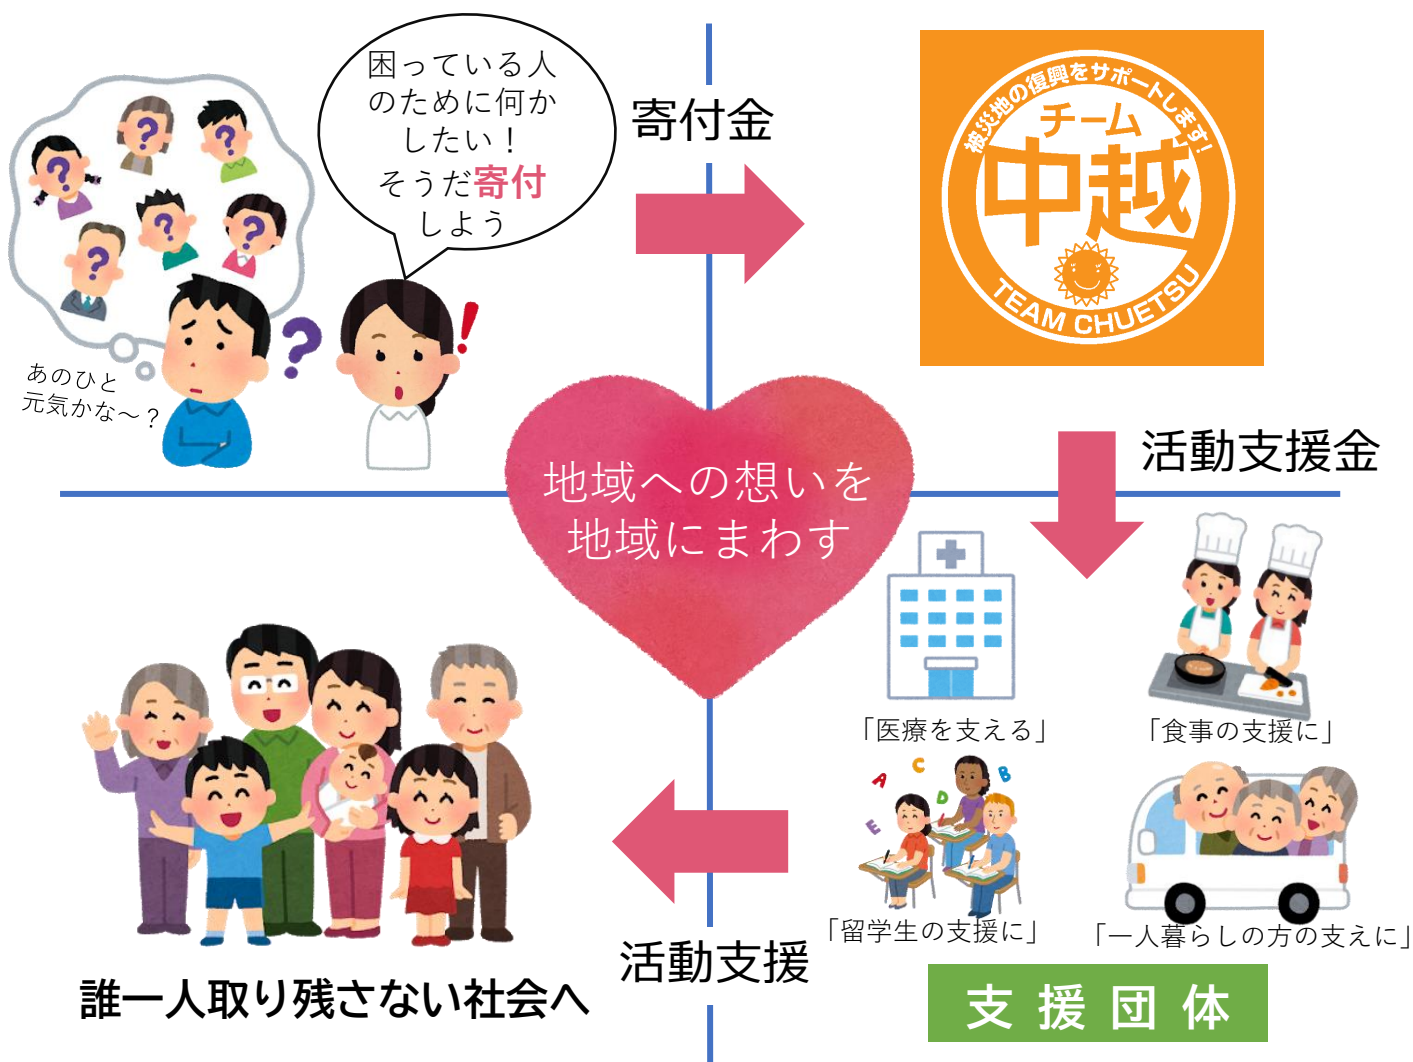 困っている人
のために何か
したい！
そうだ寄付
しよう
?
?
?
?
?
?
?
!
あのひと
元気かな～？
寄付金
被災地の復興をサポートします!
チーム
中越
TEAM CHUETSU
地域への想いを
地域にまわす
活動支援金
「医療を支える」
「食事の支援に」
A
C
B
D
E
「留学生の支援に」
「一人暮らしの方の支えに」
支援団体
活動支援
誰一人取り残さない社会へ